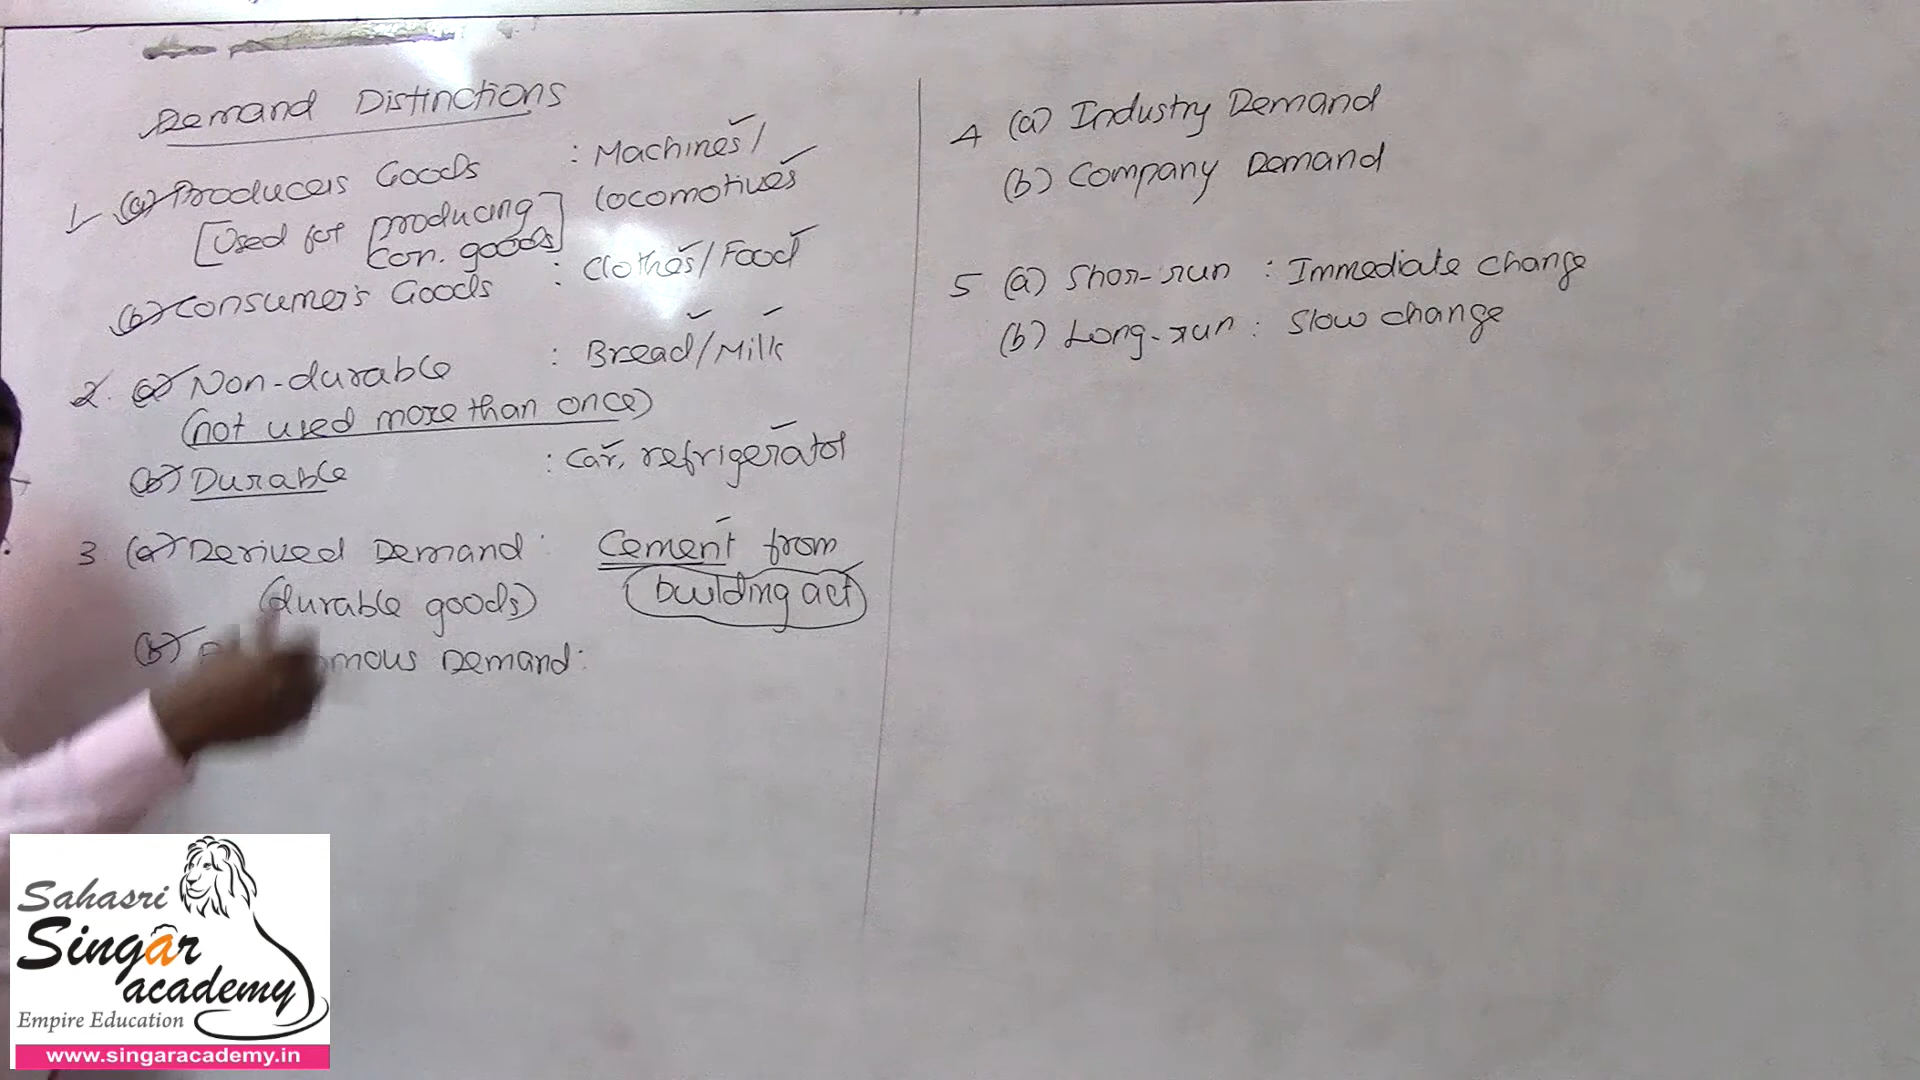 Demand Distinctions
1 (a) Producers Goods : Machines /
[Used for producing locomotives
con. goods]
(b) Consumer's Goods : Clothes / Food
2. (a) Non-durable : Bread / Milk
(not used more than once)
(b) Durable : Car, refrigerator
3. (a) Derived Demand : Cement from
(durable goods) building act
(b) omous Demand:
4 (a) Industry Demand
(b) Company Demand
5 (a) Shor-run : Immediate change
(b) Long-run : Slow change
Sahasri
Singar
academy
Empire Education
www.singaracademy.in